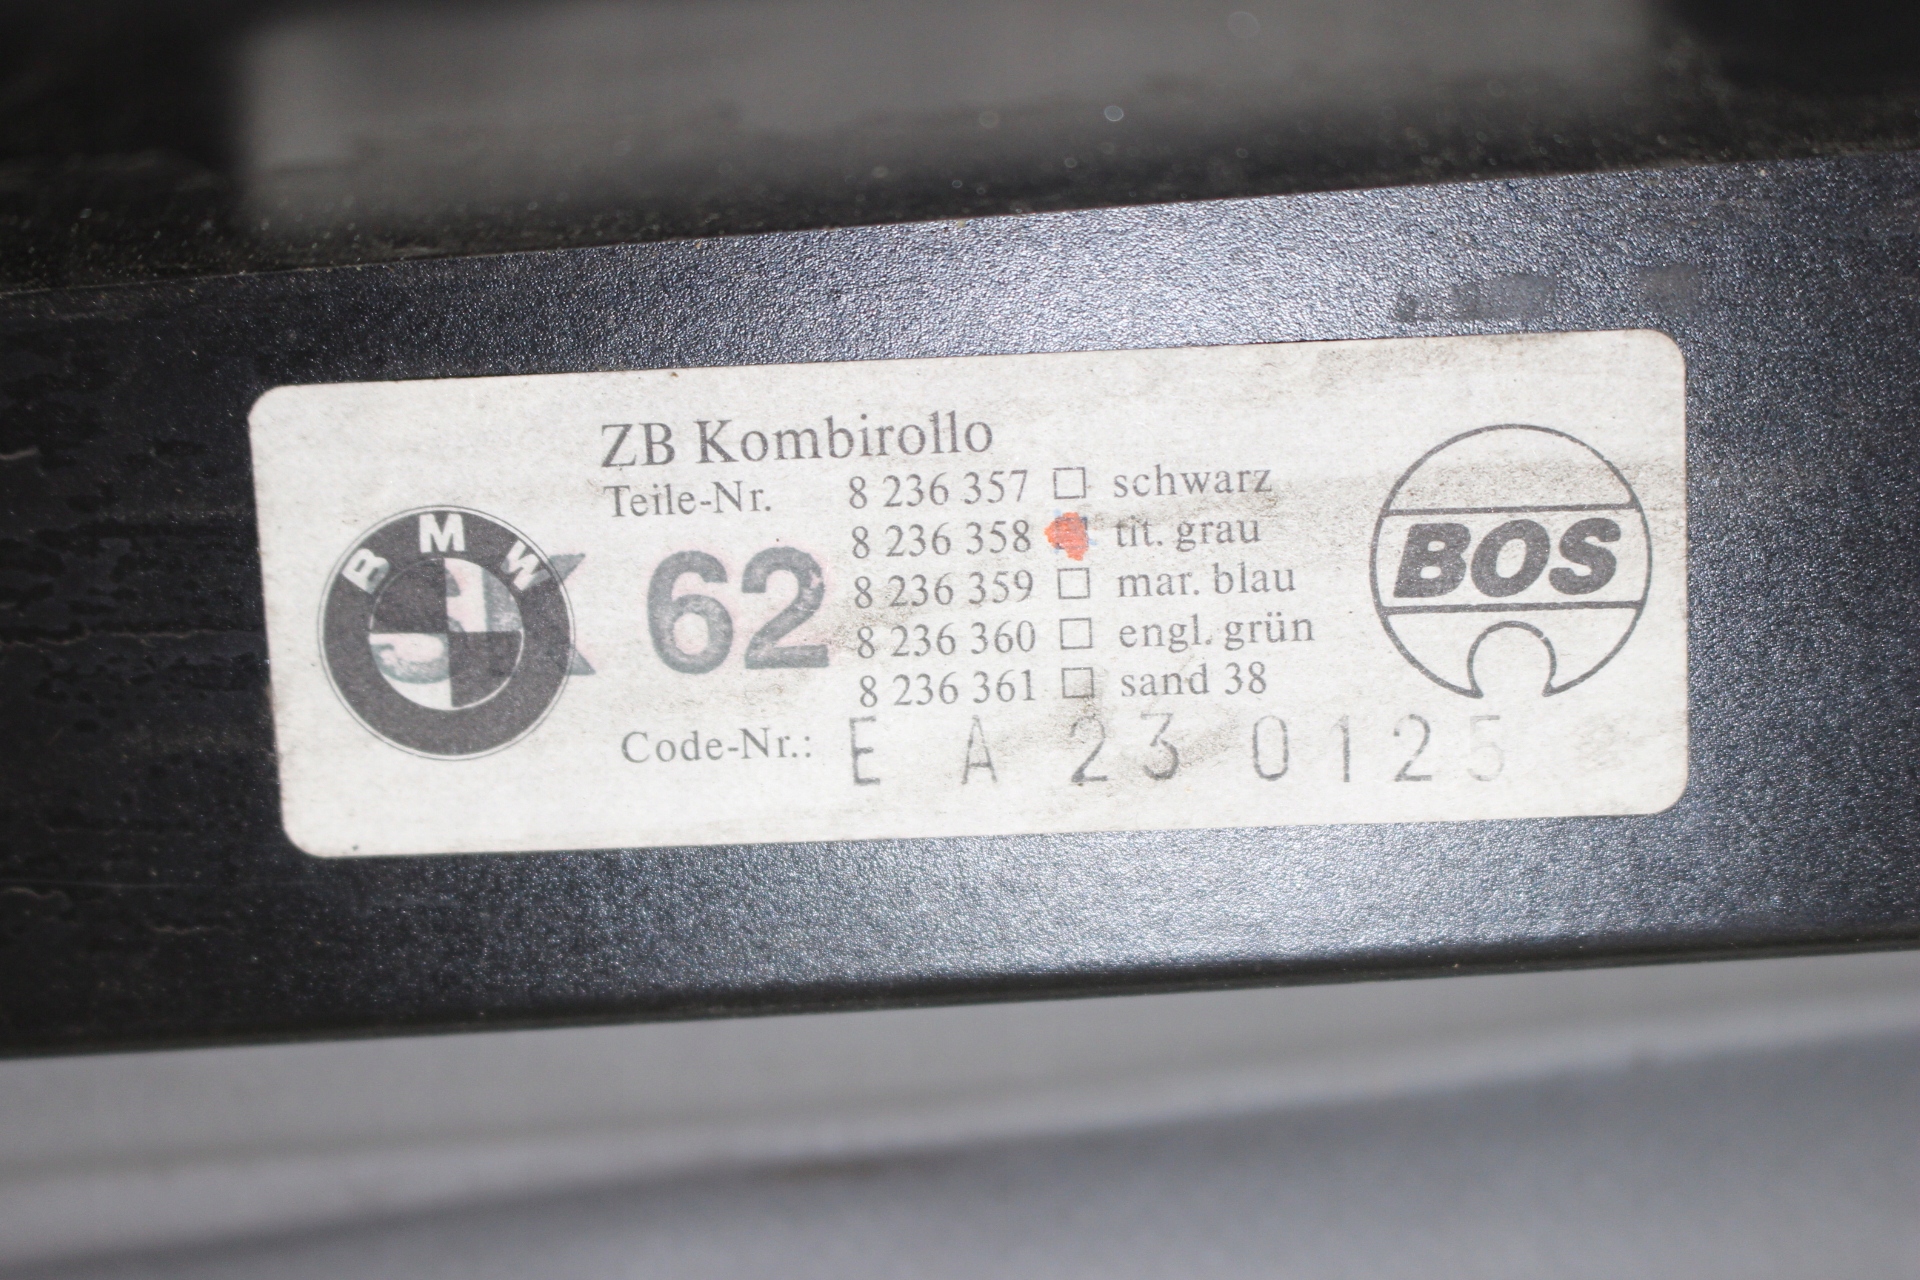 ZB Kombirollo
Teile-Nr. 8 236 357 □ schwarz
8 236 358 tit. grau
8 236 359 □ mar. blau
8 236 360 □ engl. grün
8 236 361 □ sand 38
62
BMW
BOS
Code-Nr.: E A 23 0125